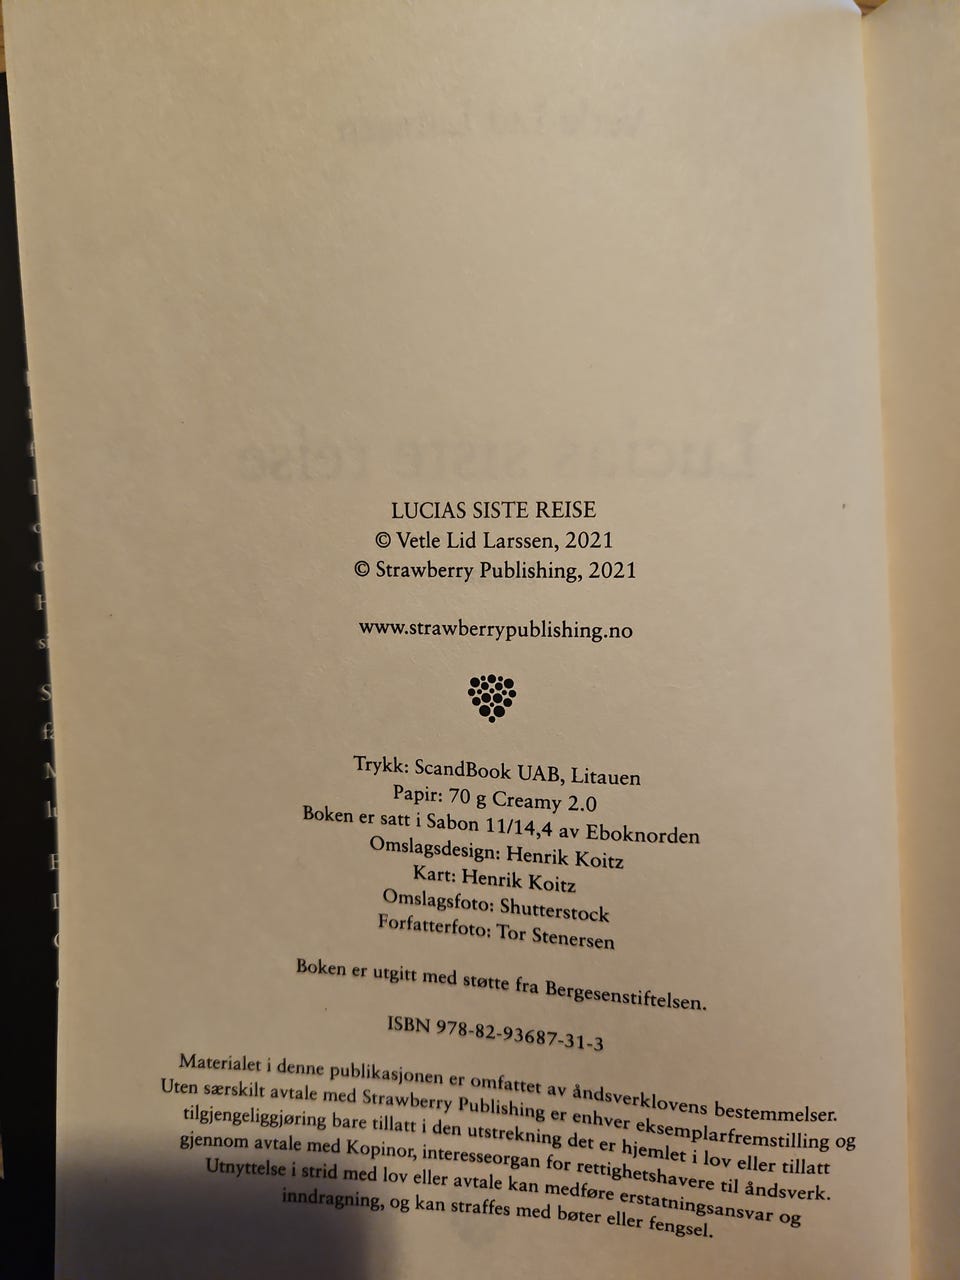 LUCIAS SISTE REISE
© Vetle Lid Larssen, 2021
© Strawberry Publishing, 2021
www.strawberrypublishing.no
Trykk: ScandBook UAB, Litauen
Papir: 70 g Creamy 2.0
Boken er satt i Sabon 11/14,4 av Eboknorden
Omslagsdesign: Henrik Koitz
Kart: Henrik Koitz
Omslagsfoto: Shutterstock
Forfatterfoto: Tor Stenersen
Boken er utgitt med støtte fra Bergesenstiftelsen.
ISBN 978-82-93687-31-3
Materialet i denne publikasjonen er omfattet av åndsverklovens bestemmelser.
Uten særskilt avtale med Strawberry Publishing er enhver eksemplarfremstilling og
tilgjengeliggjøring bare tillatt i den utstrekning det er hjemlet i lov eller tillatt
gjennom avtale med Kopinor, interesseorgan for rettighetshavere til åndsverk.
Utnyttelse i strid med lov eller avtale kan medføre erstatningsansvar og
inndragning, og kan straffes med bøter eller fengsel.